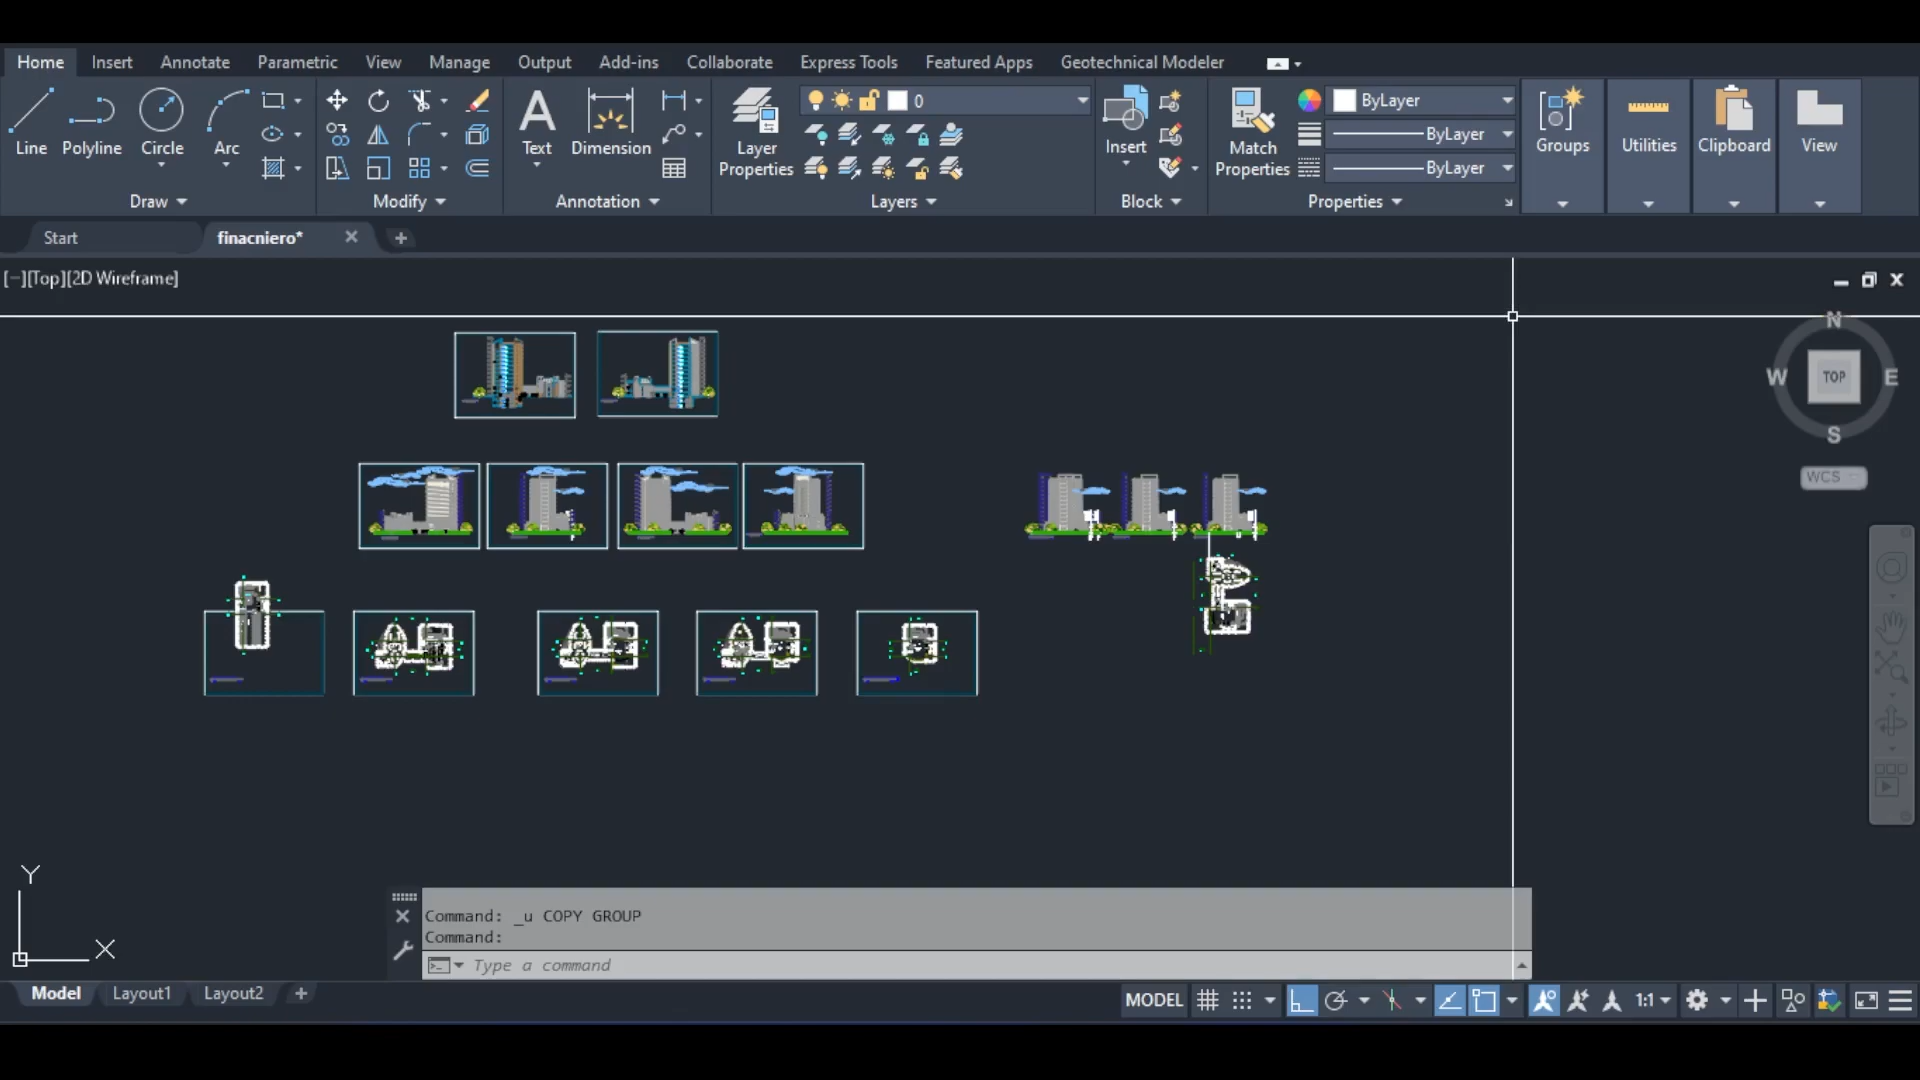 Home Insert Annotate Parametric View Manage Output Add-ins Collaborate Express Tools Featured Apps Geotechnical Modeler
0
ByLayer
Line Polyline Circle Arc
Text Dimension
Layer
Properties
Insert
Match
Properties
ByLayer
ByLayer
Groups Utilities Clipboard View
Draw Modify Annotation Layers Block Properties
Start finacniero*
[−][Top][2D Wireframe]
N
W TOP E
S
WCS
Y
X
Command: _u COPY GROUP
Command:
Type a command
Model Layout1 Layout2
MODEL 1:1